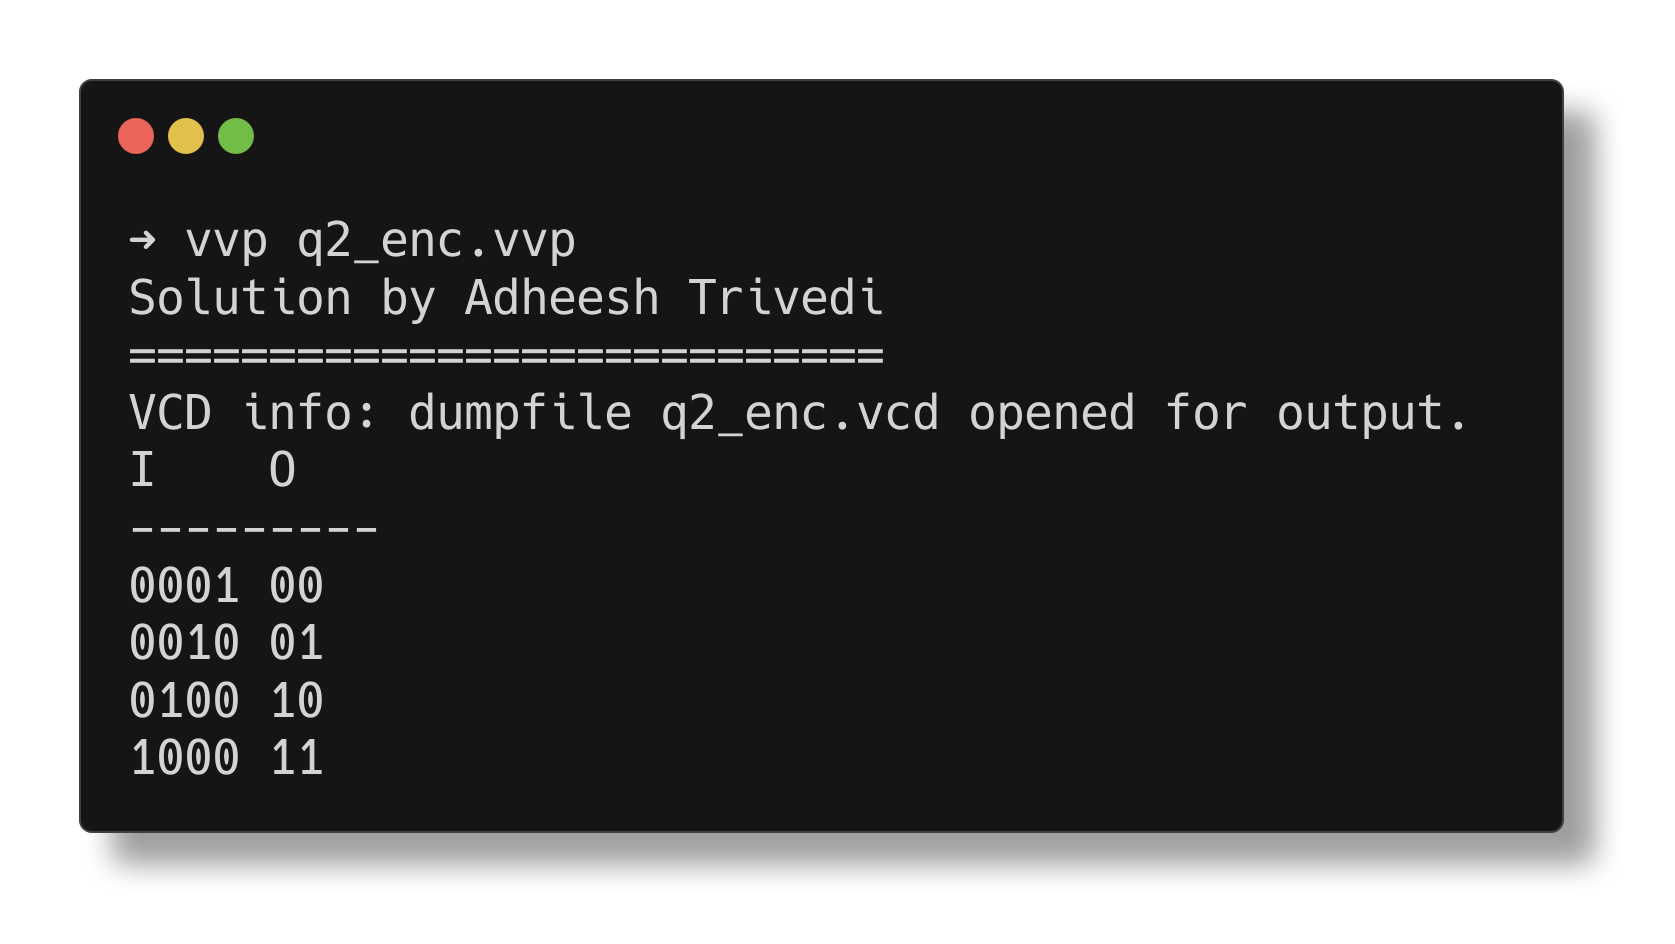 ➜ vvp q2_enc.vvp
Solution by Adheesh Trivedi
===========================
VCD info: dumpfile q2_enc.vcd opened for output.
I    O
---------
0001 00
0010 01
0100 10
1000 11